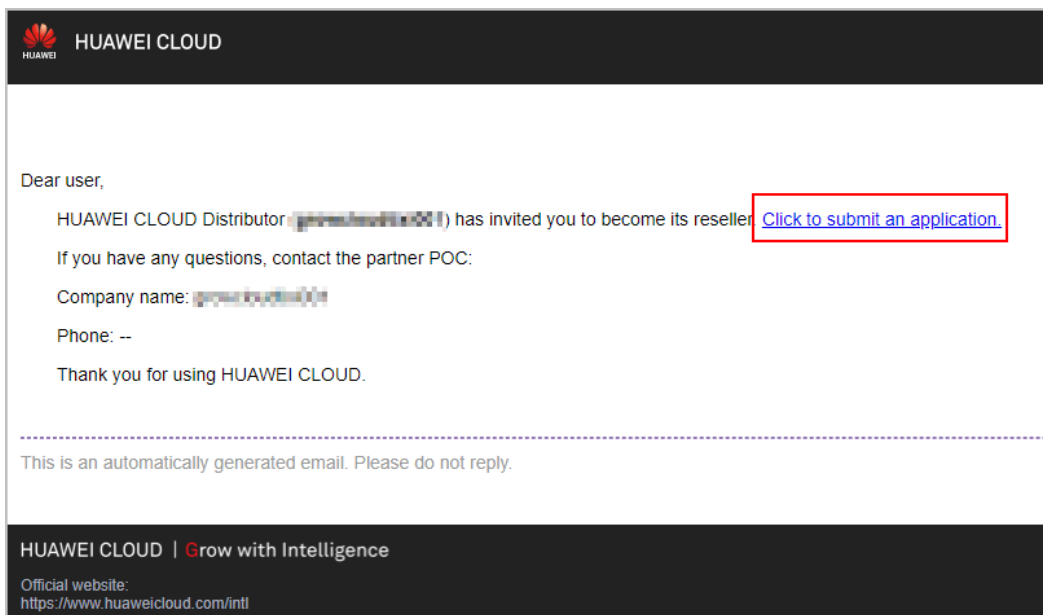 HUAWEI
HUAWEI CLOUD
Dear user,
HUAWEI CLOUD Distributor ) has invited you to become its reseller. Click to submit an application.
If you have any questions, contact the partner POC:
Company name:
Phone: --
Thank you for using HUAWEI CLOUD.
This is an automatically generated email. Please do not reply.
HUAWEI CLOUD | Grow with Intelligence
Official website:
https://www.huaweicloud.com/intl